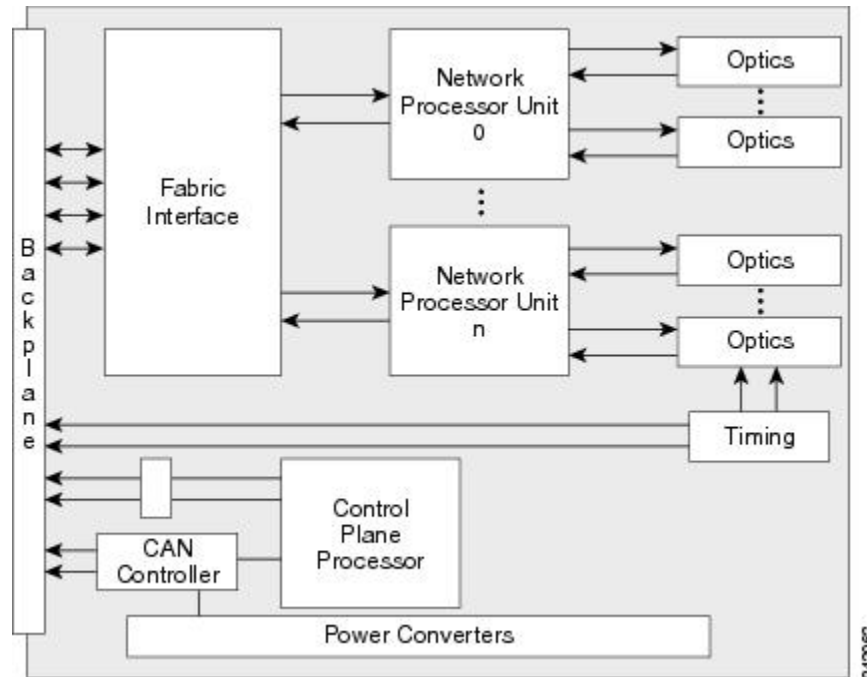 Backplane
Fabric
Interface
Network
Processor Unit
0
Optics
Optics
Network
Processor Unit
n
Optics
Optics
Timing
Control
Plane
Processor
CAN
Controller
Power Converters